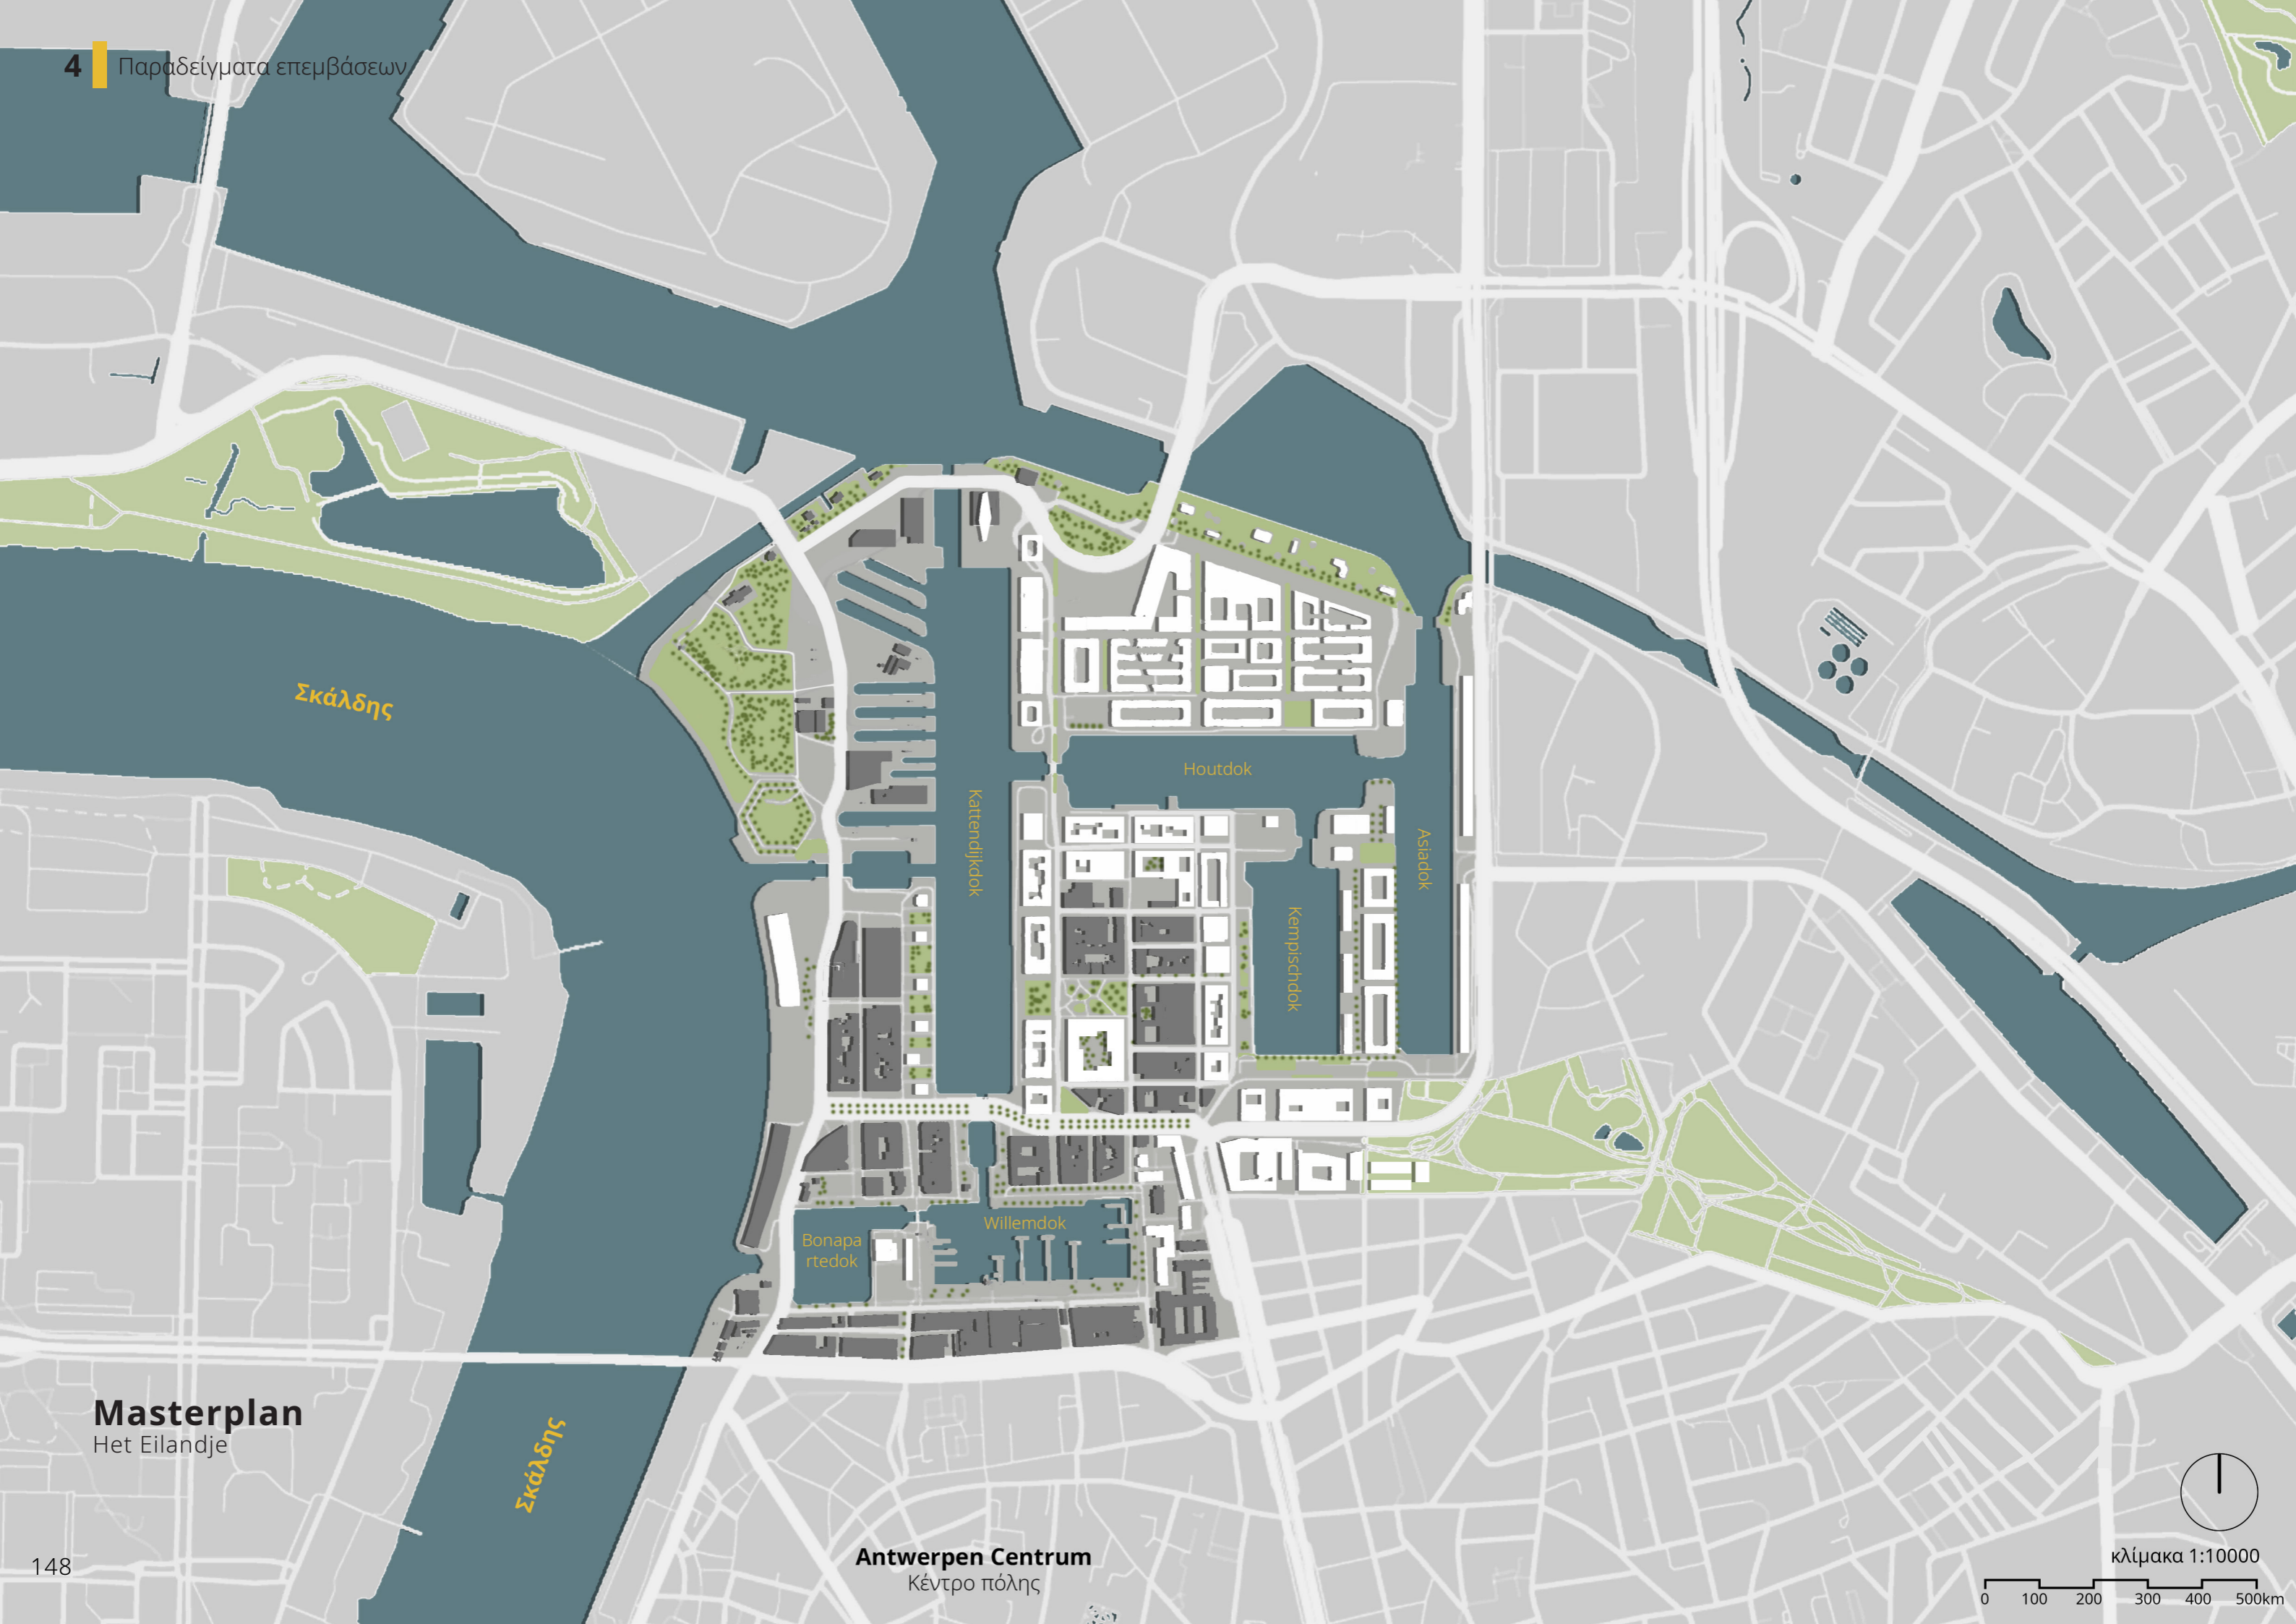 4 Παραδείγματα επεμβάσεων
Σκάλδης
Houtdok
Kattendijkdok
Asiadok
Kempischdok
Willemdok
Bonapa
rtedok
Masterplan
Het Eilandje
Σκάλδης
148
Antwerpen Centrum
Κέντρο πόλης
κλίμακα 1:10000
0 100 200 300 400 500km